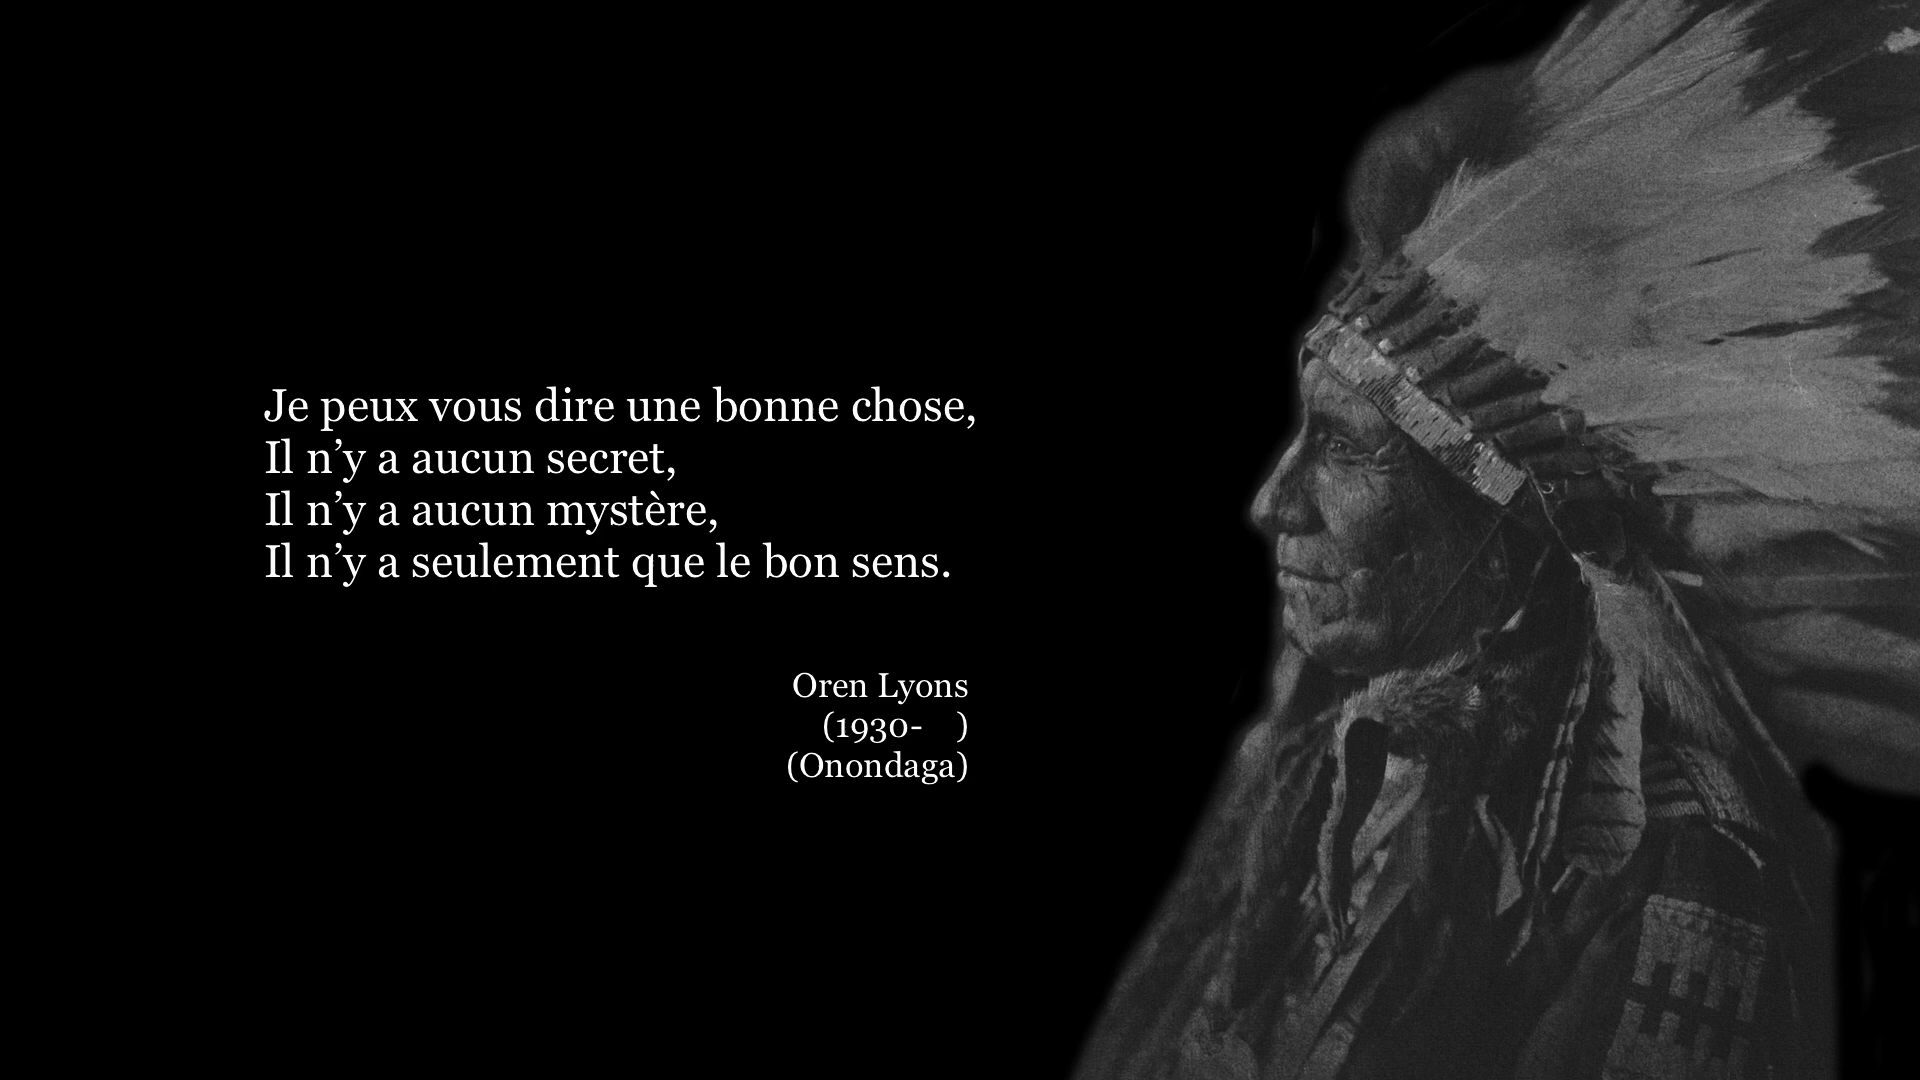 Je peux vous dire une bonne chose,
Il n’y a aucun secret,
Il n’y a aucun mystère,
Il n’y a seulement que le bon sens.
Oren Lyons
(1930- )
(Onondaga)